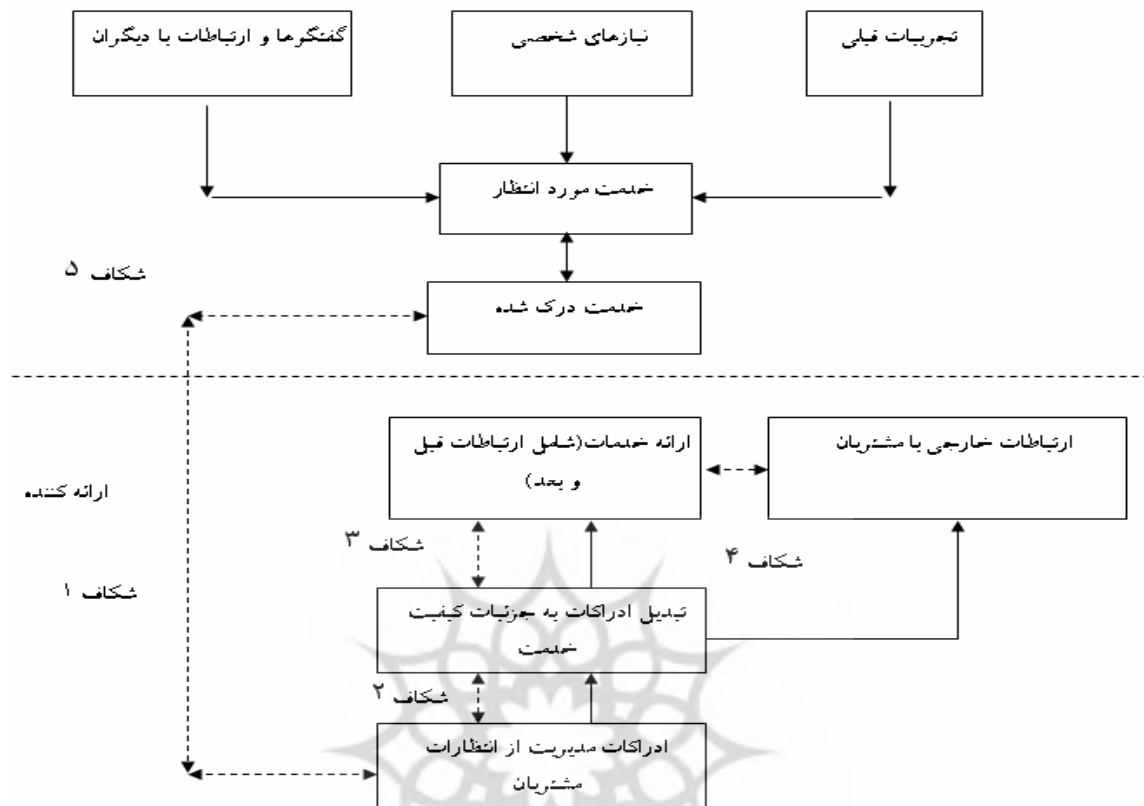 تجربیات قبلی
نیازهای شخصی
گفتگوها و ارتباطات با دیگران
خدمت مورد انتظار
شکاف ۵
خدمت درک شده
ارتباطات خارجی با مشتریان
ارائه خدمات(شامل ارتباطات قبل
و بعد)
ارائه کننده
شکاف ۳
شکاف ۴
شکاف ۱
تبدیل ادراکات به جزئیات کیفیت
خدمت
شکاف ۲
ادراکات مدیریت از انتظارات
مشتریان